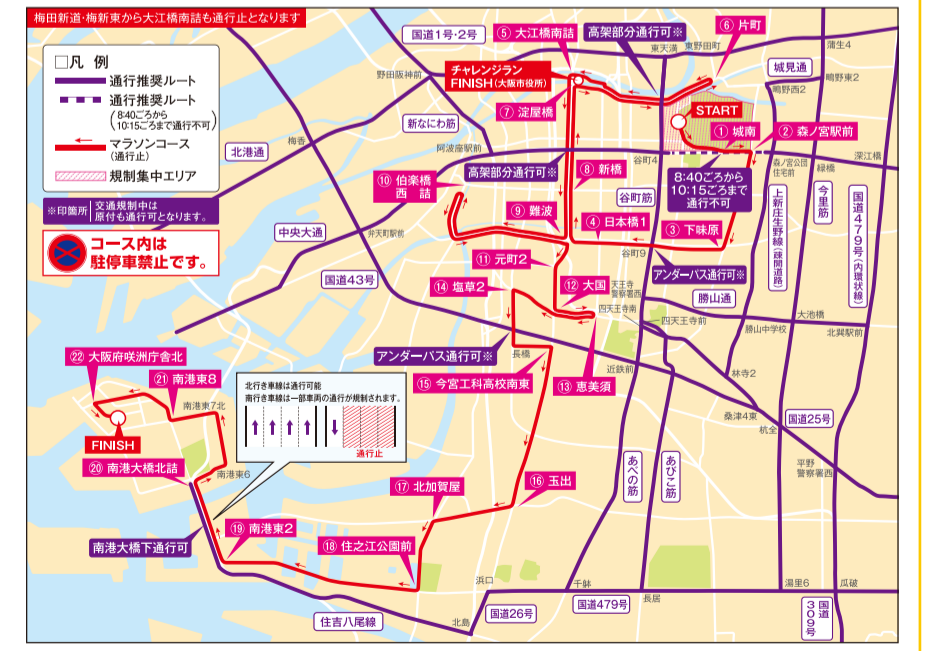 梅田新道・梅新東から大江橋南詰も通行止となります
□凡 例
通行推奨ルート
通行推奨ルート
(8:40ごろから
10:15ごろまで通行不可)
マラソンコース
(通行止)
規制集中エリア
※印箇所
交通規制中は
原付も通行可となります。
コース内は
駐停車禁止です。
国道1号・2号
⑤ 大江橋南詰
高架部分通行可※
⑥ 片町
東天満
東野田町
蒲生4
城見通
野田阪神前
チャレンジラン
FINISH(大阪市役所)
鴫野東2
鴫野西2
⑦ 淀屋橋
START
新なにわ筋
① 城南
② 森ノ宮駅前
梅香
北港通
阿波座駅前
谷町4
森ノ宮公団
住宅前
緑橋
深江橋
高架部分通行可※
⑧ 新橋
8:40ごろから
10:15ごろまで
通行不可
⑩ 伯楽橋
西 詰
谷町筋
上新庄生野線(疎開道路)
今里筋
国道479号(内環状線)
⑨ 難波
④ 日本橋1
③ 下味原
中央大通
弁天町駅前
谷町9
⑪ 元町2
アンダーパス通行可※
国道43号
⑭ 塩草2
⑫ 大国
天王寺
警察署西
四天王寺南
勝山通
四天王寺前
大池橋
勝山中学校
北巽駅前
アンダーパス通行可※
長橋
㉒ 大阪府咲洲庁舎北
㉑ 南港東8
⑮ 今宮工科高校南東
⑬ 恵美須
近鉄前
林寺2
北行き車線は通行可能
南行き車線は一部車両の通行が規制されます。
通行止
南港東7北
桑津4東
国道25号
杭全
FINISH
⑳ 南港大橋北詰
南港東6
あべの筋
あびこ筋
平野
警察署西
⑰ 北加賀屋
⑯ 玉出
⑲ 南港東2
南港大橋下通行可
⑱ 住之江公園前
浜口
千躰
湯里6
瓜破
国道26号
国道479号
長居
国道309号
住吉八尾線
北島